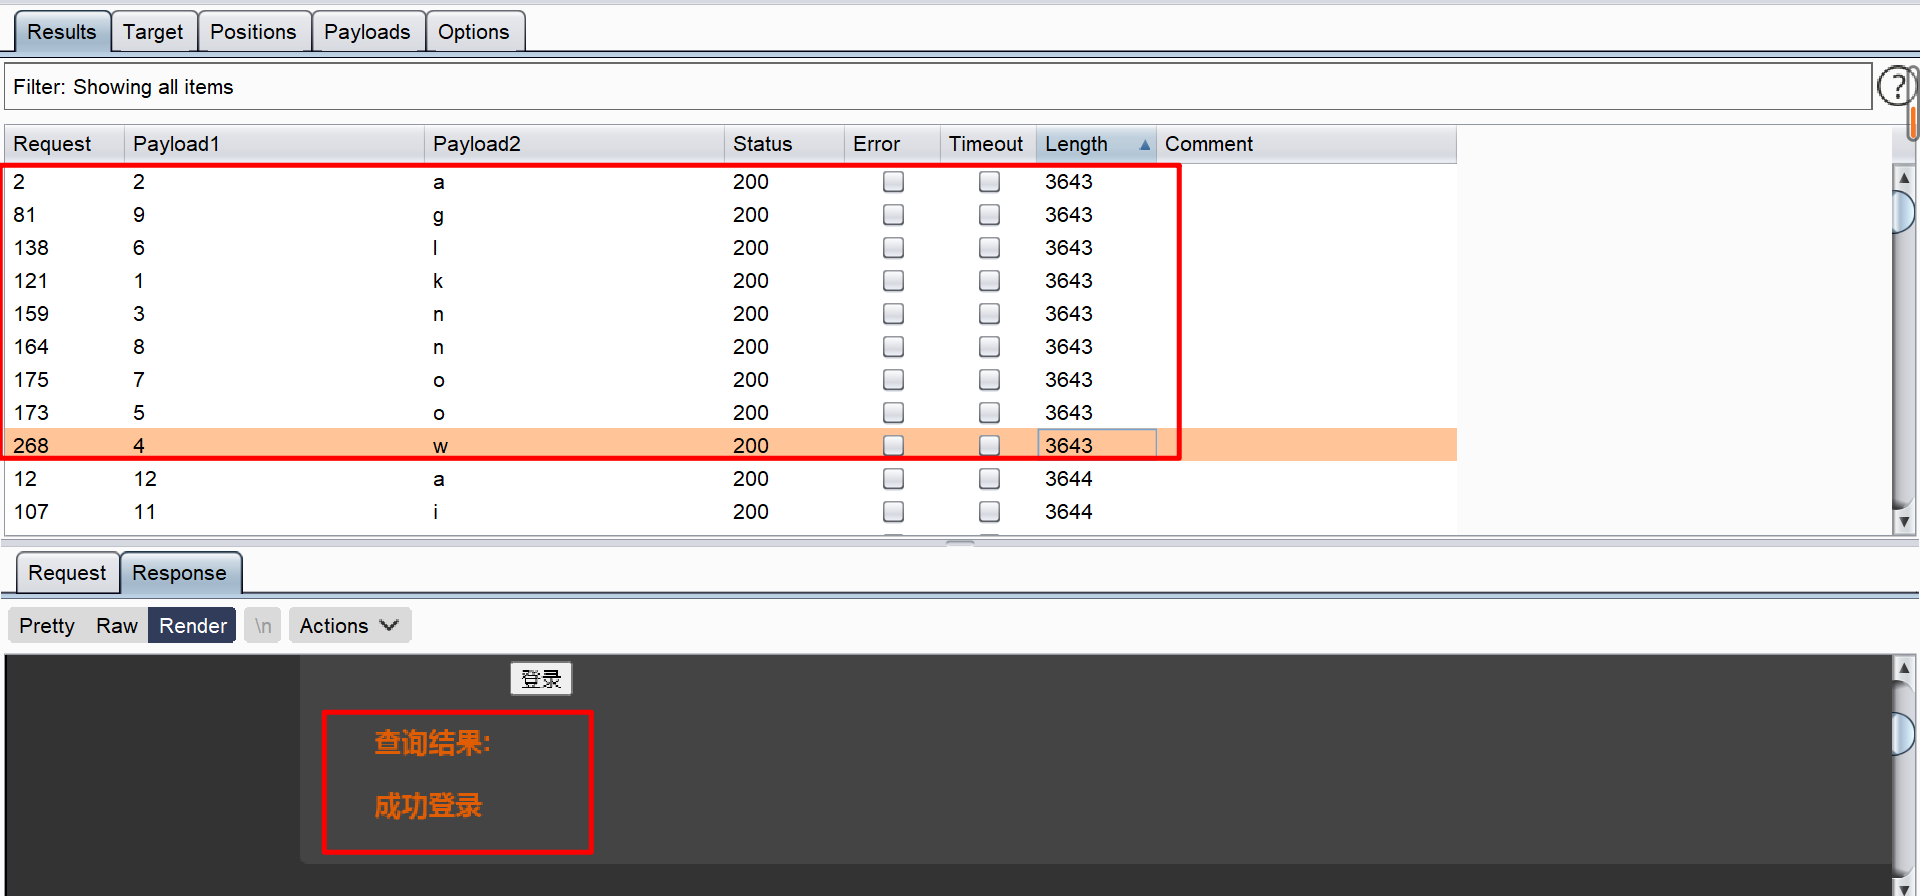 Results Target Positions Payloads Options
Filter: Showing all items
?
Request Payload1 Payload2 Status Error Timeout Length Comment
2 2 a 200 3643
81 9 g 200 3643
138 6 l 200 3643
121 1 k 200 3643
159 3 n 200 3643
164 8 n 200 3643
175 7 o 200 3643
173 5 o 200 3643
268 4 w 200 3643
12 12 a 200 3644
107 11 i 200 3644
Request Response
Pretty Raw Render \n Actions
登录
查询结果:
成功登录